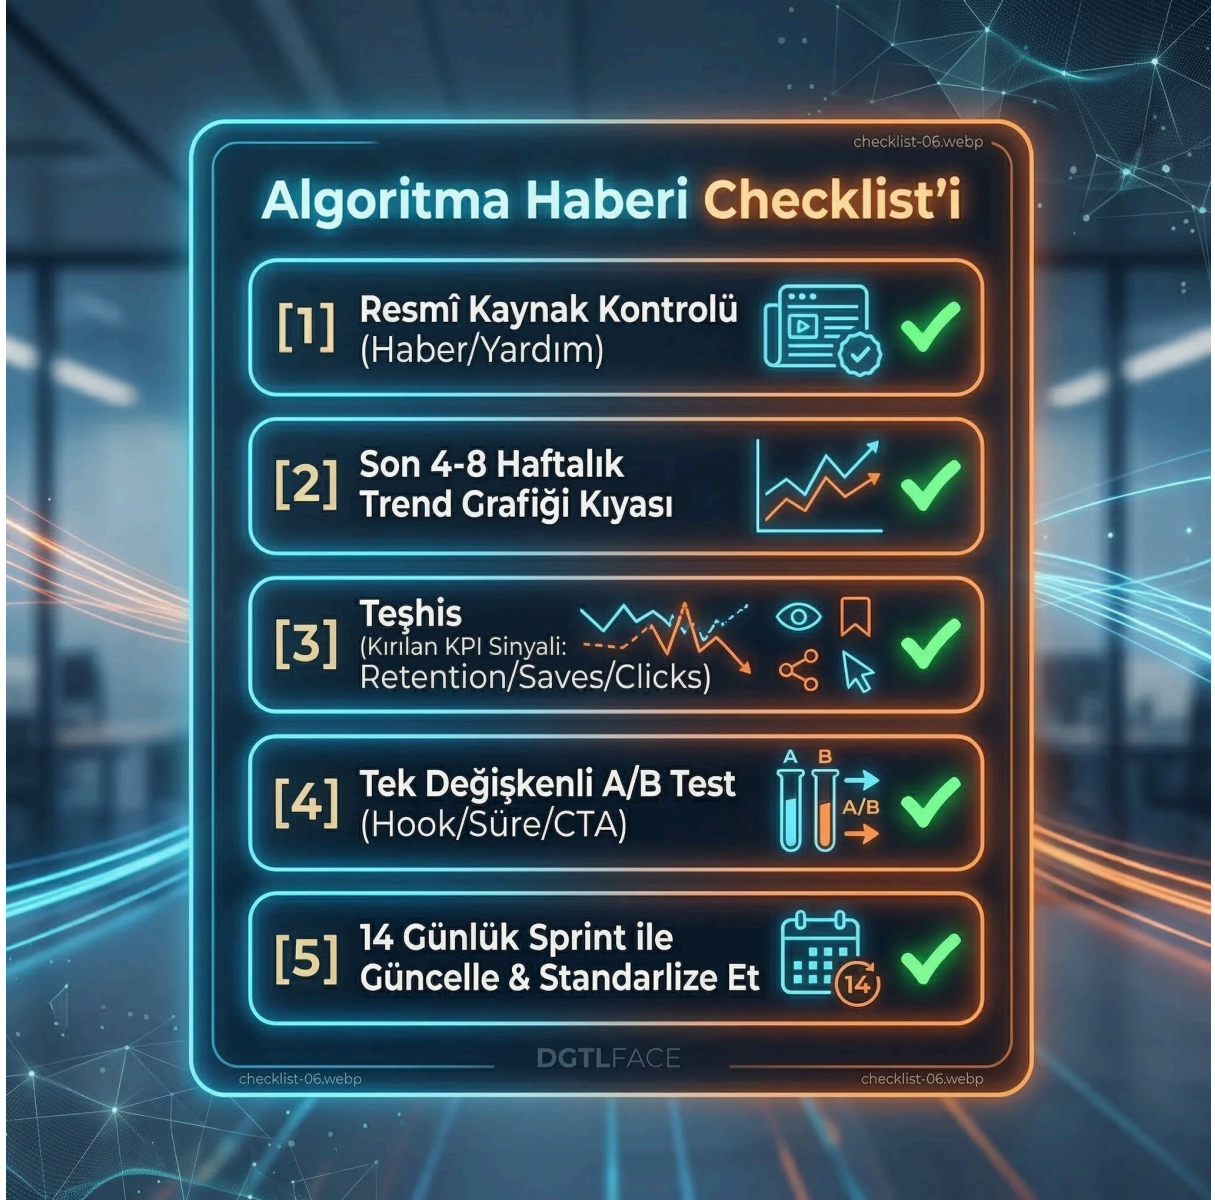 checklist-06.webp
Algoritma Haberi Checklist’i
[1] Resmî Kaynak Kontrolü
(Haber/Yardım)
[2] Son 4-8 Haftalık
Trend Grafiği Kıyası
[3] Teşhis
(Kırılan KPI Sinyali:
Retention/Saves/Clicks)
[4] Tek Değişkenli A/B Test
(Hook/Süre/CTA)
A B
A/B
[5] 14 Günlük Sprint ile
Güncelle & Standarlize Et
14
DGTLFACE
checklist-06.webp
checklist-06.webp